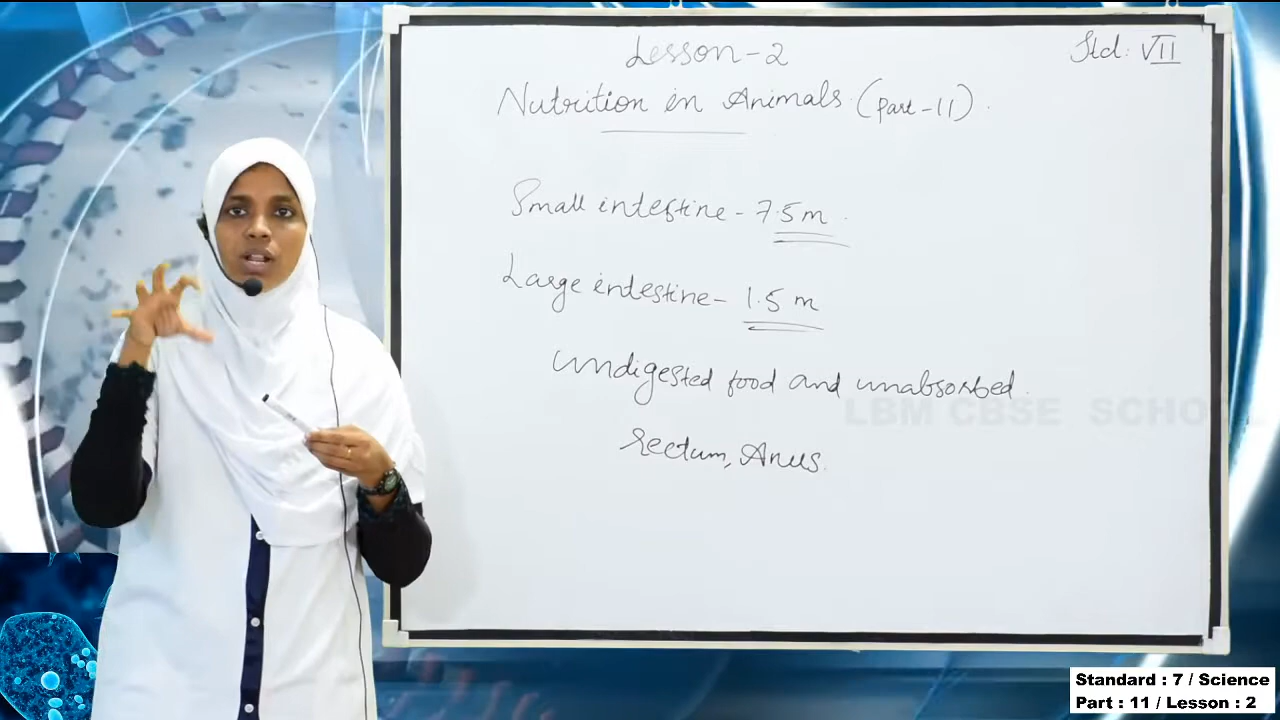 Lesson-2
Std: VII
Nutrition in Animals (Part-11).
Small intestine - 7.5m.
Large intestine - 1.5 m
undigested food and unabsorbed.
LBM CBSE SCHOOL
rectum, Anus.
Standard : 7 / Science
Part : 11 / Lesson : 2